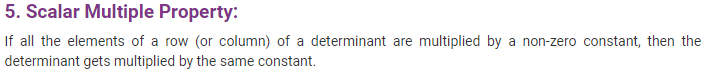 5. Scalar Multiple Property:
If all the elements of a row (or column) of a determinant are multiplied by a non-zero constant, then the
determinant gets multiplied by the same constant.